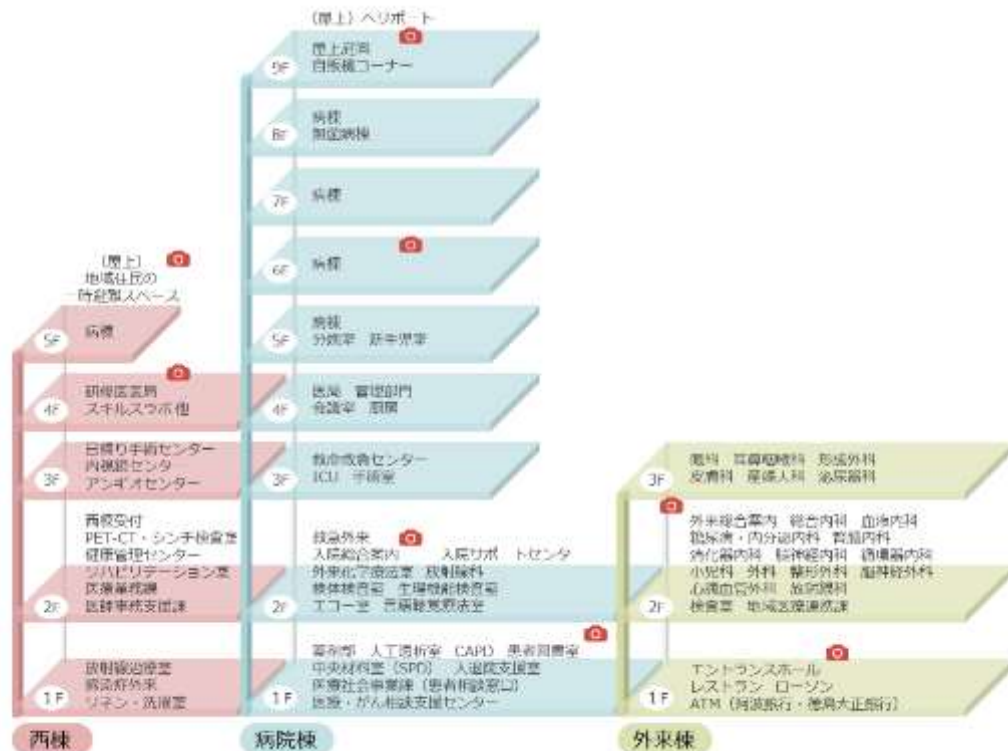 (屋上)
地域住民の
時避難スペース
5F 病棟
4F 研修医医局
スキルスラボ他
3F 日帰り手術センター
内視鏡センタ
アンギオセンター
西棟受付
PET-CT・シンチ検査室
健康管理センター
リハビリテーション室
医療業務課
2F 医師事務支援課
放射線治療室
感染症外来
1F リネン・洗濯室
西棟
(屋上) ヘリポート
屋上庭園
9F 自販機コーナー
病棟
8F 無菌病棟
7F 病棟
6F 病棟
病棟
5F 分娩室 新生児室
医局 管理部門
4F 会議室 厨房
救命救急センター
3F ICU 手術室
救急外来
入院総合案内 入院サポートセンタ
外来化学療法室 放射線科
検体検査室 生理機能検査室
2F エコー室 言語聴覚療法室
薬剤部 人工透析室 CAPD 患者図書室
中央材料室(SPD) 入退院支援室
医療社会事業課(患者相談窓口)
1F 医療・がん相談支援センター
病院棟
眼科 耳鼻咽喉科 形成外科
3F 皮膚科 産婦人科 泌尿器科
外来総合案内 総合内科 血液内科
糖尿病・内分泌内科 腎臓内科
消化器内科 脳神経内科 循環器内科
小児科 外科 整形外科 脳神経外科
心臓血管外科 放射線科
2F 検査室 地域医療連携課
エントランスホール
レストラン ローソン
1F ATM(阿波銀行・徳島大正銀行)
外来棟